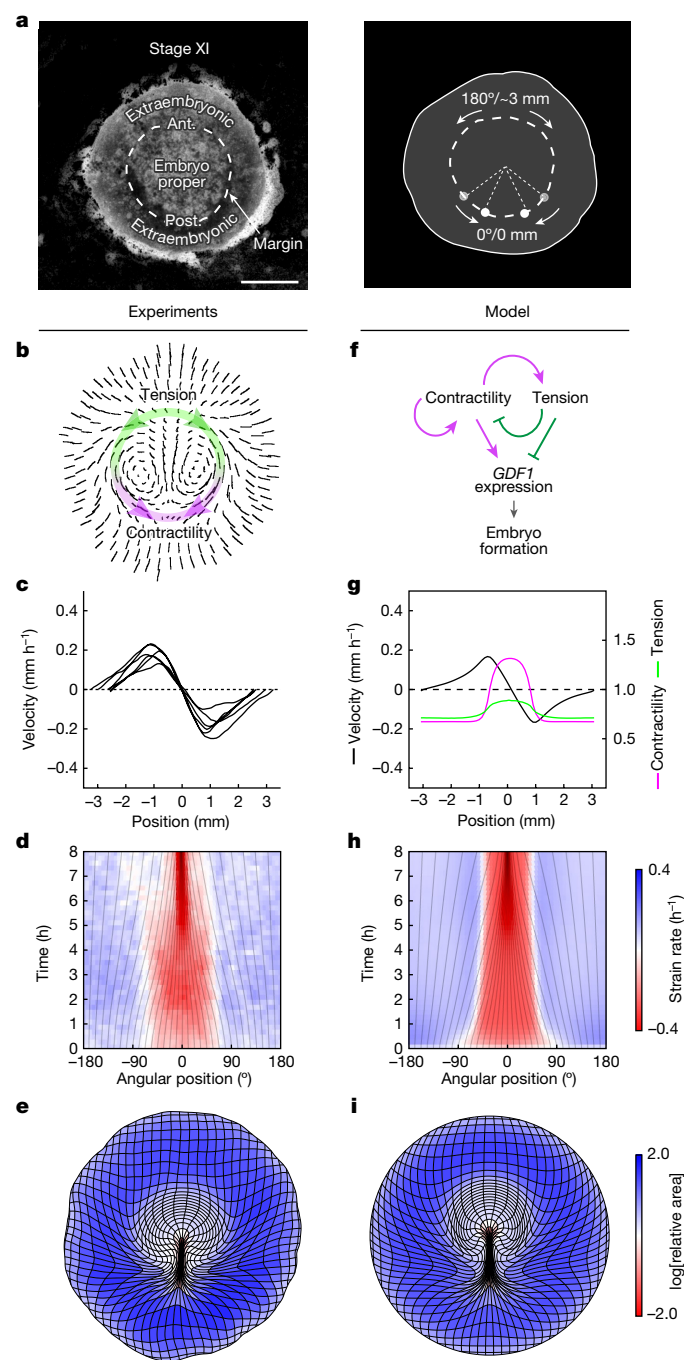 a
Stage XI
Extraembryonic
Ant.
Embryo
proper
Post.
Extraembryonic
Margin
180°/~3 mm
0°/0 mm
Experiments
Model
b
Tension
Contractility
f
Contractility
Tension
GDF1
expression
Embryo
formation
c
Velocity (mm h⁻¹)
0.4
0.2
0
−0.2
−0.4
−3 −2 −1 0 1 2 3
Position (mm)
g
Velocity (mm h⁻¹)
0.4
0.2
0
−0.2
−0.4
1.5
1.0
0.5
Contractility
Tension
−3 −2 −1 0 1 2 3
Position (mm)
d
Time (h)
8
7
6
5
4
3
2
1
0
−180 −90 0 90 180
Angular position (°)
h
Time (h)
8
7
6
5
4
3
2
1
0
−180 −90 0 90 180
Angular position (°)
0.4
Strain rate (h⁻¹)
−0.4
e
i
2.0
log[relative area]
−2.0